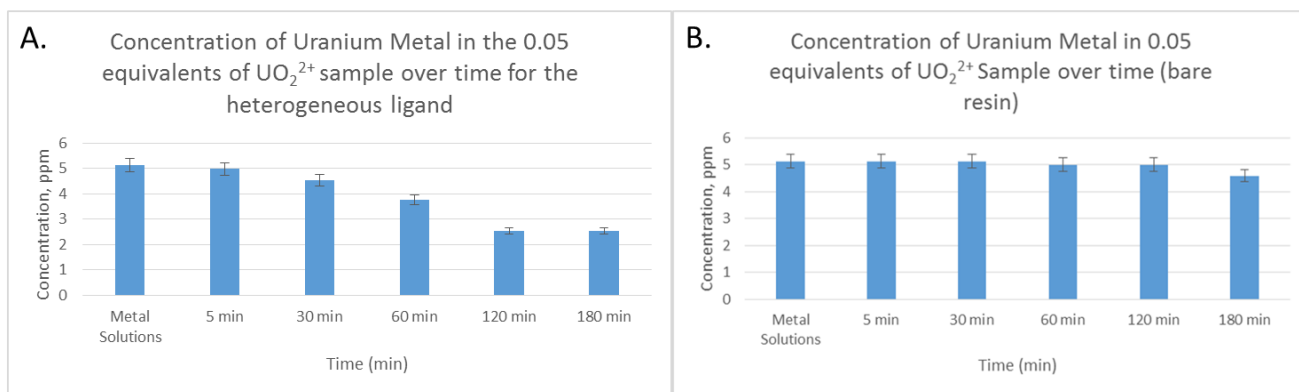 A.
Concentration of Uranium Metal in the 0.05
equivalents of UO₂²⁺ sample over time for the
heterogeneous ligand
Concentration, ppm
6
5
4
3
2
1
0
Metal
Solutions
5 min
30 min
60 min
120 min
180 min
Time (min)
B.
Concentration of Uranium Metal in 0.05
equivalents of UO₂²⁺ Sample over time (bare
resin)
Concentration, ppm
6
5
4
3
2
1
0
Metal
Solutions
5 min
30 min
60 min
120 min
180 min
Time (min)